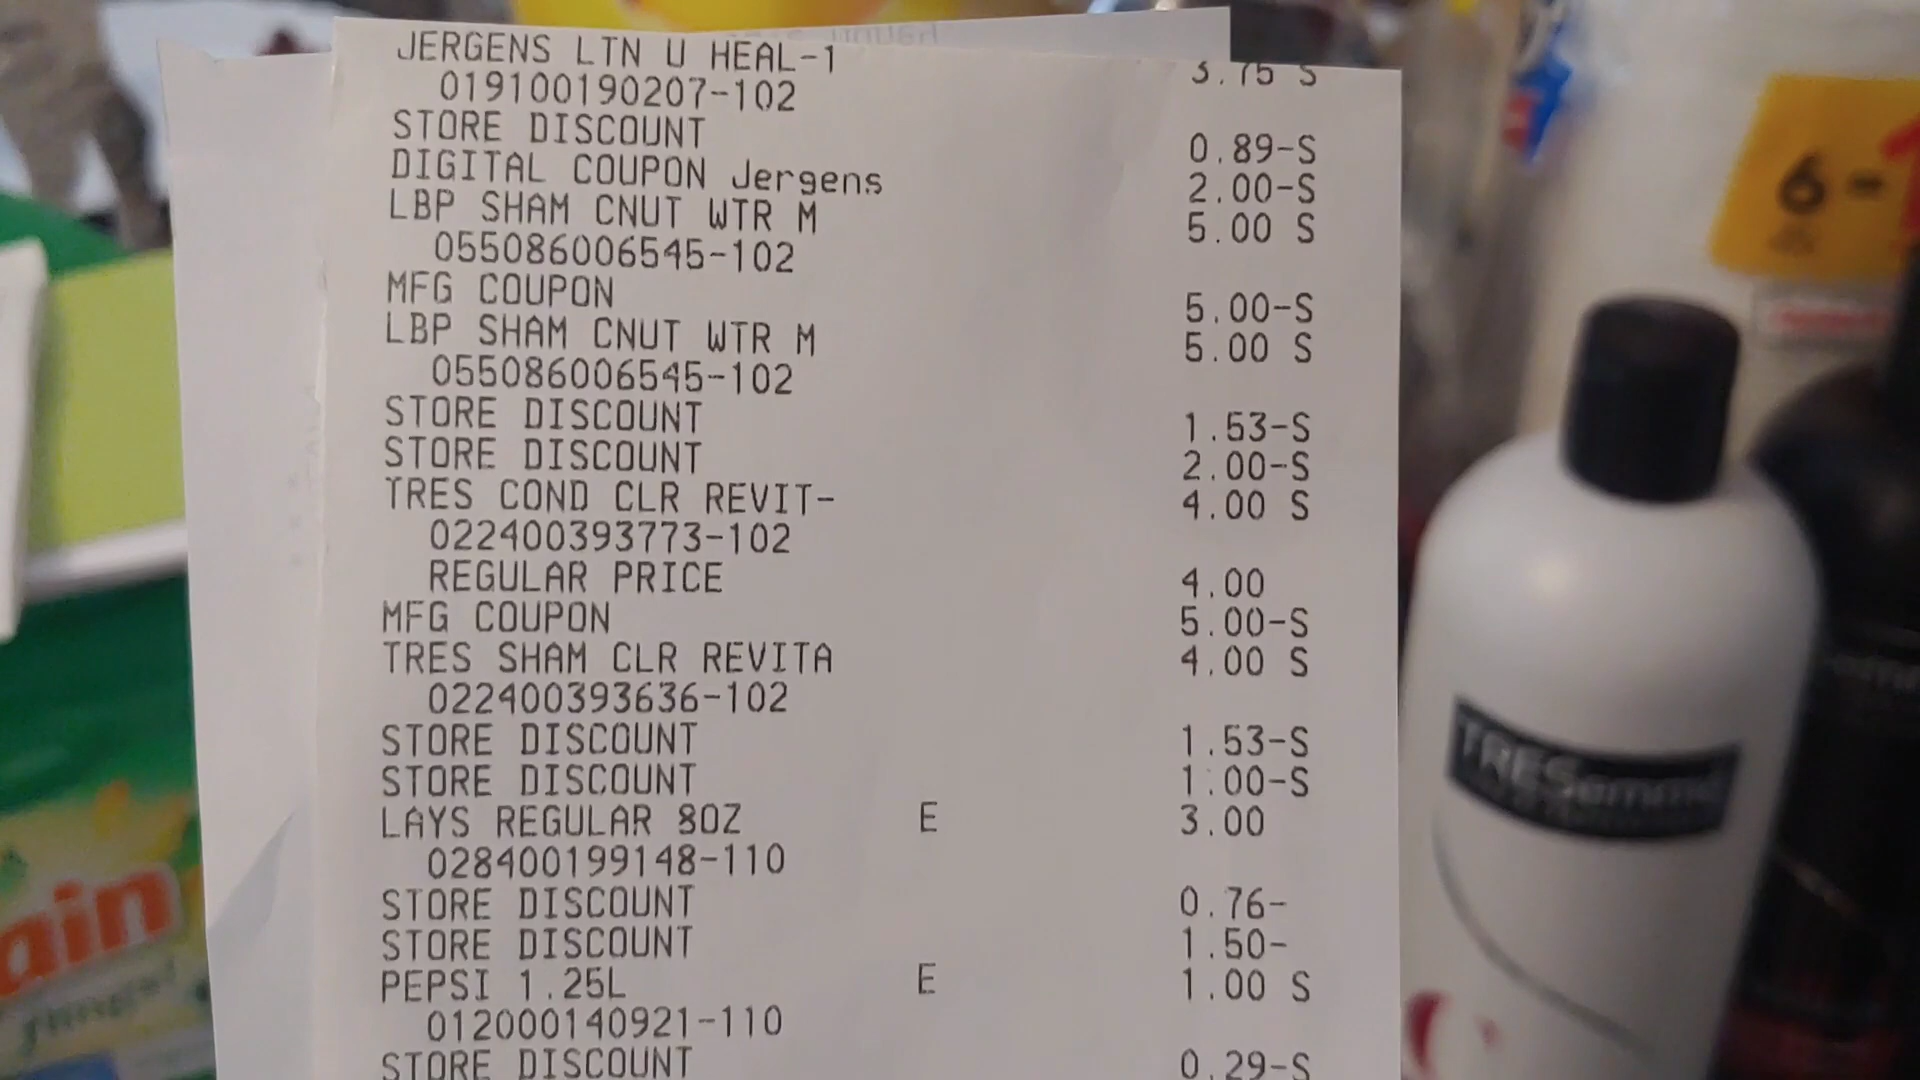 JERGENS LTN U HEAL-1 3.75 S
019100190207-102
STORE DISCOUNT 0.89-S
DIGITAL COUPON Jergens 2.00-S
LBP SHAM CNUT WTR M 5.00 S
055086006545-102
MFG COUPON 5.00-S
LBP SHAM CNUT WTR M 5.00 S
055086006545-102
STORE DISCOUNT 1.53-S
STORE DISCOUNT 2.00-S
TRES COND CLR REVIT- 4.00 S
022400393773-102
REGULAR PRICE 4.00
MFG COUPON 5.00-S
TRES SHAM CLR REVITA 4.00 S
022400393636-102
STORE DISCOUNT 1.53-S
STORE DISCOUNT 1.00-S
LAYS REGULAR 8OZ E 3.00
028400199148-110
STORE DISCOUNT 0.76-
STORE DISCOUNT 1.50-
PEPSI 1.25L E 1.00 S
012000140921-110
STORE DISCOUNT 0.29-S
6=
TRESemmé
ain